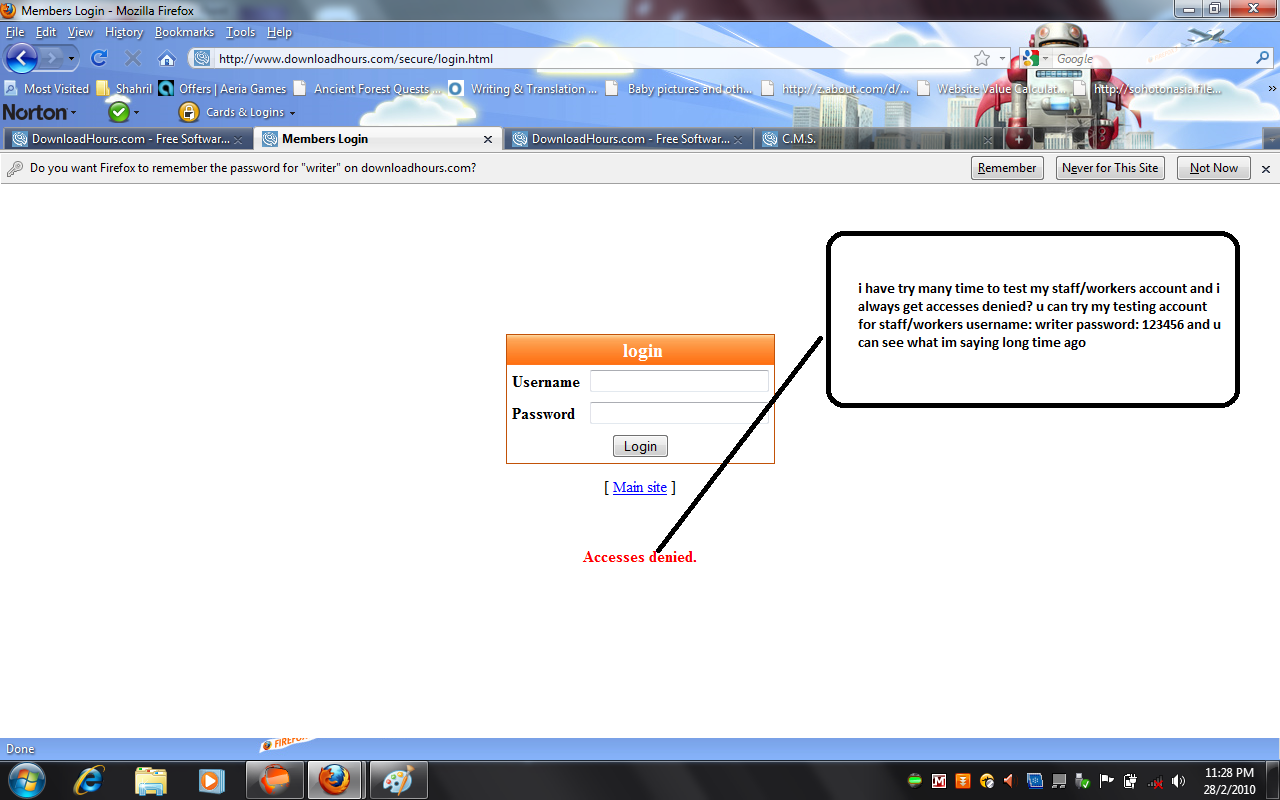 Members Login - Mozilla Firefox
File Edit View History Bookmarks Tools Help
http://www.downloadhours.com/secure/login.html
Google
Most Visited Shahril Offers | Aeria Games Ancient Forest Quests ... Writing & Translation ... Baby pictures and oth... http://z.about.com/d/... Website Value Calculat... http://sohotonasia.file...
Norton Cards & Logins
DownloadHours.com - Free Softwar... Members Login DownloadHours.com - Free Softwar... C.M.S.
Do you want Firefox to remember the password for "writer" on downloadhours.com? Remember Never for This Site Not Now
i have try many time to test my staff/workers account and i
always get accesses denied? u can try my testing account
for staff/workers username: writer password: 123456 and u
can see what im saying long time ago
login
Username
Password
Login
[ Main site ]
Accesses denied.
Done
11:28 PM
28/2/2010